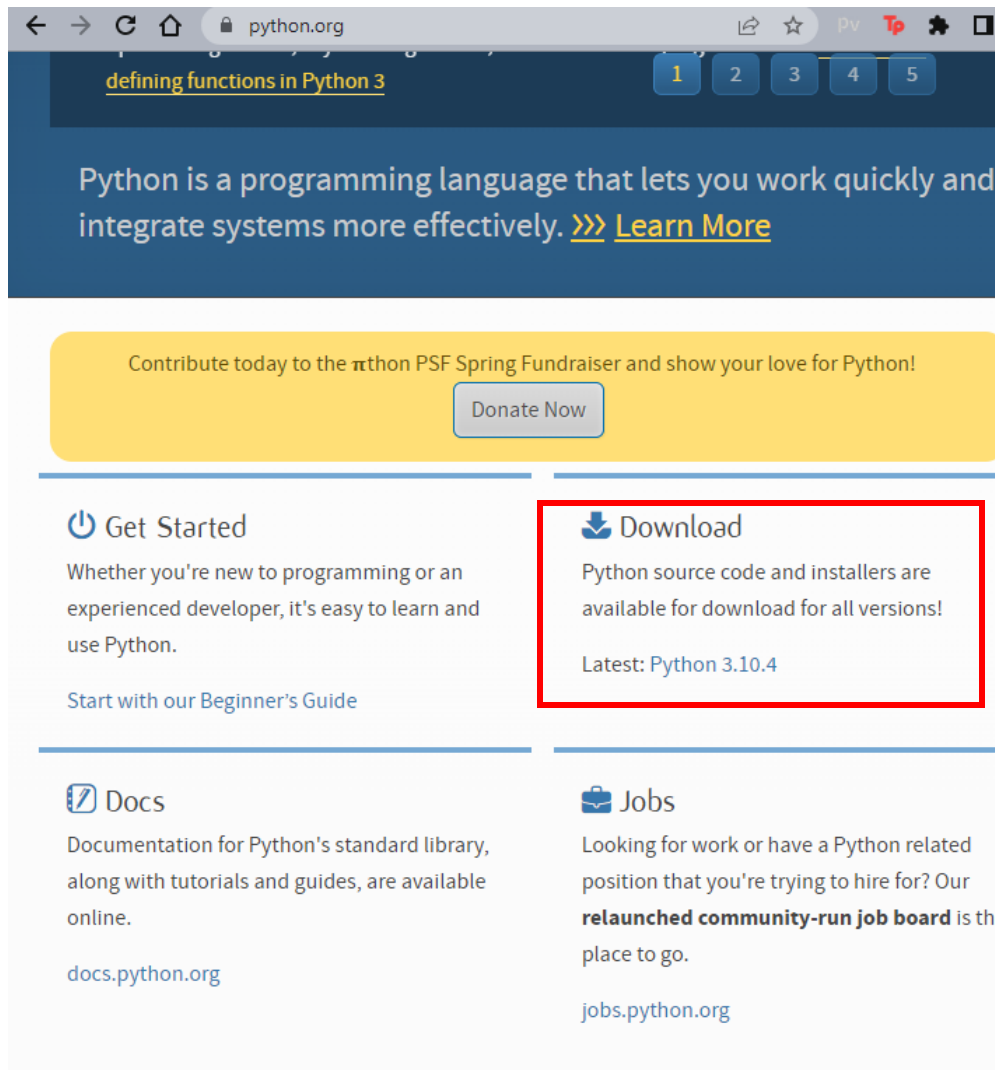 python.org
Pv
Tp
defining functions in Python 3
1 2 3 4 5
Python is a programming language that lets you work quickly and
integrate systems more effectively. >>> Learn More
Contribute today to the πthon PSF Spring Fundraiser and show your love for Python!
Donate Now
Get Started
Whether you're new to programming or an
experienced developer, it's easy to learn and
use Python.
Start with our Beginner’s Guide
Download
Python source code and installers are
available for download for all versions!
Latest: Python 3.10.4
Docs
Documentation for Python's standard library,
along with tutorials and guides, are available
online.
docs.python.org
Jobs
Looking for work or have a Python related
position that you're trying to hire for? Our
relaunched community-run job board is th
place to go.
jobs.python.org